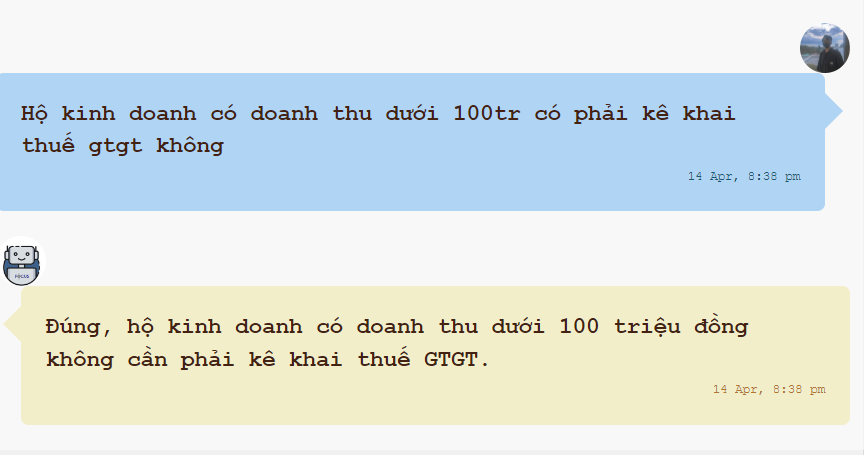 Hộ kinh doanh có doanh thu dưới 100tr có phải kê khai
thuế gtgt không
14 Apr, 8:38 pm
FOCUS
Đúng, hộ kinh doanh có doanh thu dưới 100 triệu đồng
không cần phải kê khai thuế GTGT.
14 Apr, 8:38 pm